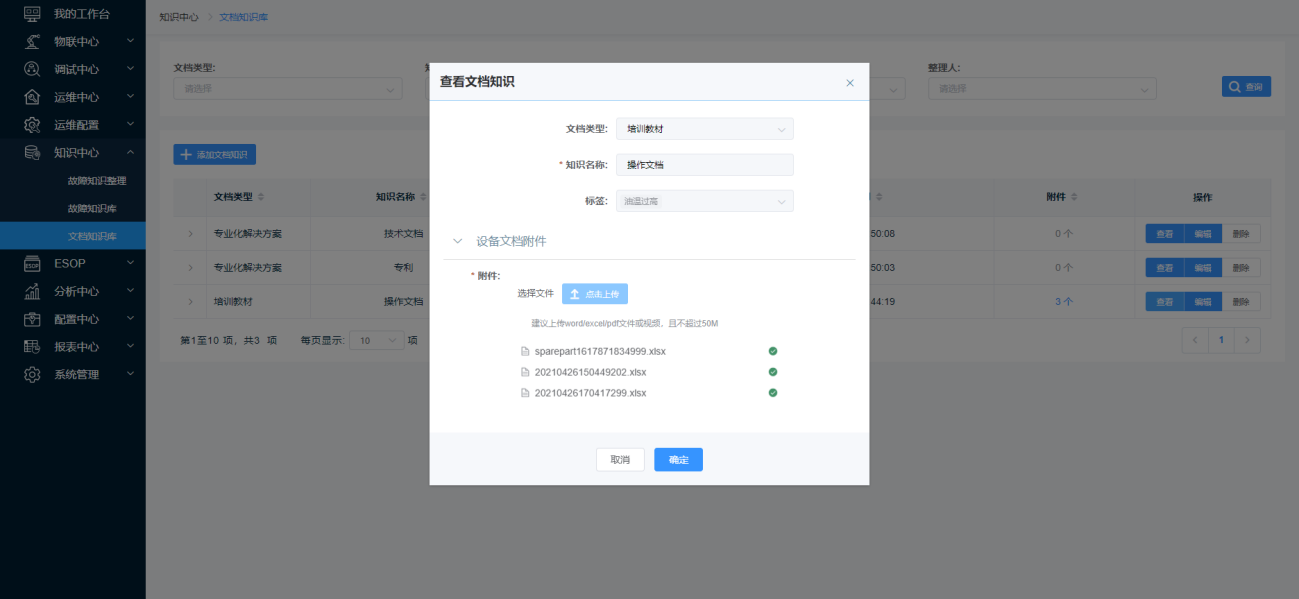 我的工作台
物联中心
调试中心
运维中心
运维配置
知识中心
故障知识整理
故障知识库
文档知识库
ESOP
分析中心
配置中心
报表中心
系统管理
知识中心 > 文档知识库
文档类型:
请选择
整理人:
请选择
查询
添加文档知识
文档类型 知识名称 附件 操作
专业化解决方案 技术文档 50:08 0 个 查看 编辑 删除
专业化解决方案 专利 50:03 0 个 查看 编辑 删除
培训教材 操作文档 44:19 3 个 查看 编辑 删除
第1至10 项，共3 项 每页显示: 10 项
1
查看文档知识
文档类型: 培训教材
* 知识名称: 操作文档
标签: 油温过高
设备文档附件
* 附件:
选择文件 点击上传
建议上传word/excel/pdf文件或视频，且不超过50M
sparepart1617871834999.xlsx
20210426150449202.xlsx
20210426170417299.xlsx
取消 确定